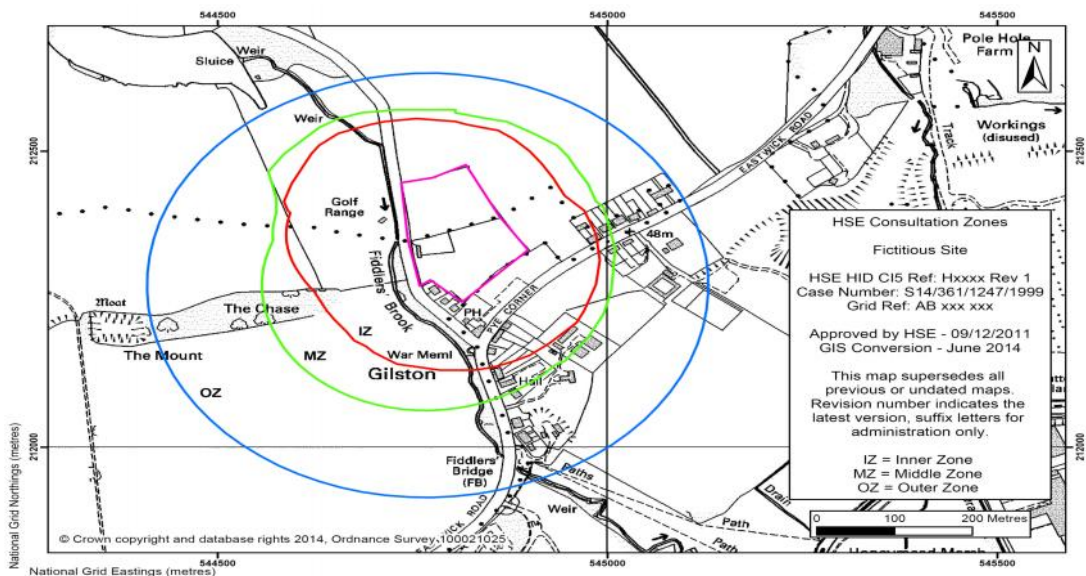 544500
545000
545500
Weir
Sluice
Weir
Pole Hole
Farm
N
EASTWICK ROAD
Track
Workings
(disused)
212500
212500
Golf
Range
48m
Fiddlers' Brook
HSE Consultation Zones
Fictitious Site
HSE HID CI5 Ref: Hxxxx Rev 1
Case Number: S14/361/1247/1999
Grid Ref: AB xxx xxx
Approved by HSE - 09/12/2011
GIS Conversion - June 2014
This map supersedes all
previous or undated maps.
Revision number indicates the
latest version, suffix letters for
administration only.
IZ = Inner Zone
MZ = Middle Zone
OZ = Outer Zone
Moat
The Chase
The Mount
PH
PYE CORNER
IZ
MZ
War Meml
Gilston
Hall
OZ
212000
212000
Fiddlers'
Bridge
(FB)
Paths
Drain
EASTWICK ROAD
Weir
Path
Path
0 100 200 Metres
© Crown copyright and database rights 2014, Ordnance Survey 100021025
National Grid Northings (metres)
544500
545000
545500
National Grid Eastings (metres)